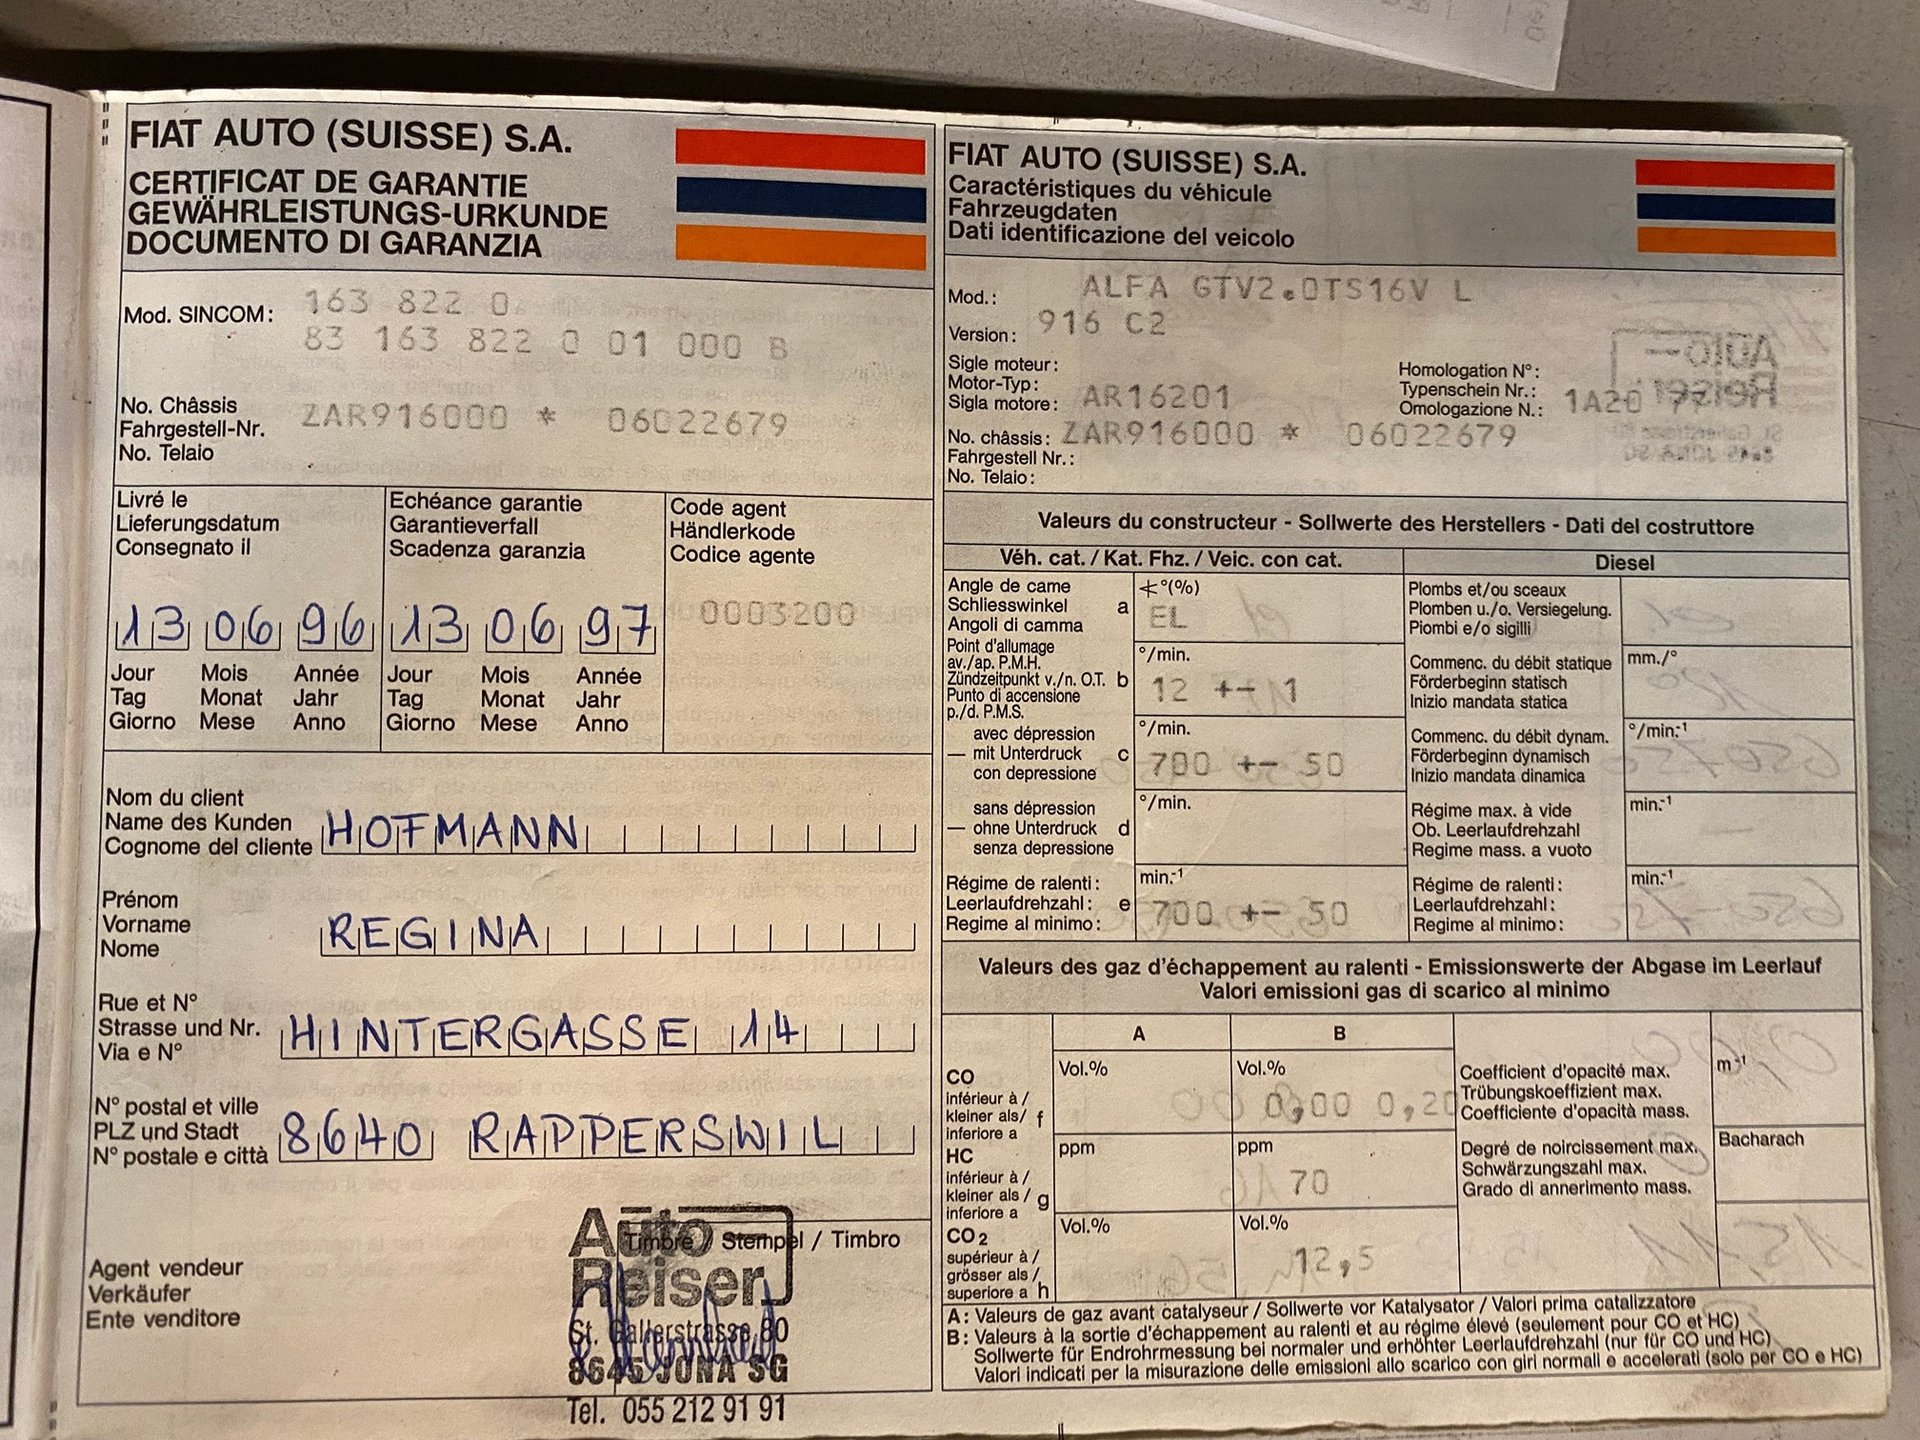 FIAT AUTO (SUISSE) S.A.
CERTIFICAT DE GARANTIE
GEWÄHRLEISTUNGS-URKUNDE
DOCUMENTO DI GARANZIA
Mod. SINCOM: 163 822 0
83 163 822 0 01 000 B
No. Châssis
Fahrgestell-Nr. ZAR916000 * 06022679
No. Telaio
Livré le
Lieferungsdatum
Consegnato il
13 06 96
Jour Mois Année
Tag Monat Jahr
Giorno Mese Anno
Echéance garantie
Garantieverfall
Scadenza garanzia
13 06 97
Jour Mois Année
Tag Monat Jahr
Giorno Mese Anno
Code agent
Händlerkode
Codice agente
0003200
Nom du client
Name des Kunden HOFMANN
Cognome del cliente
Prénom
Vorname REGINA
Nome
Rue et N°
Strasse und Nr. HINTERGASSE 14
Via e N°
N° postal et ville
PLZ und Stadt 8640 RAPPERSWIL
N° postale e città
Timbre / Stempel / Timbro
Agent vendeur
Verkäufer
Ente venditore
Auto
Reiser
St. Gallerstrasse 80
8645 JONA SG
Tel. 055 212 91 91
FIAT AUTO (SUISSE) S.A.
Caractéristiques du véhicule
Fahrzeugdaten
Dati identificazione del veicolo
Mod.: ALFA GTV2.0TS16V L
Version: 916 C2
Sigle moteur:
Motor-Typ:
Sigla motore: AR16201
Homologation N°:
Typenschein Nr.:
Omologazione N.: 1A20
No. châssis: ZAR916000 * 06022679
Fahrgestell Nr.:
No. Telaio:
Valeurs du constructeur - Sollwerte des Herstellers - Dati del costruttore
Véh. cat. / Kat. Fhz. / Veic. con cat.
Diesel
Angle de came
Schliesswinkel a
Angoli di camma
∢°(%)
EL
Point d'allumage
av./ap. P.M.H.
Zündzeitpunkt v./n. O.T. b
Punto di accensione
p./d. P.M.S.
°/min.
12 +- 1
avec dépression
— mit Unterdruck c
con depressione
°/min.
700 +- 50
sans dépression
— ohne Unterdruck d
senza depressione
°/min.
Régime de ralenti:
Leerlaufdrehzahl: e
Regime al minimo:
min.-1
700 +- 50
Plombs et/ou sceaux
Plomben u./o. Versiegelung.
Piombi e/o sigilli
Commenc. du débit statique
Förderbeginn statisch
Inizio mandata statica
mm./°
Commenc. du débit dynam.
Förderbeginn dynamisch
Inizio mandata dinamica
°/min.-1
Régime max. à vide
Ob. Leerlaufdrehzahl
Regime mass. a vuoto
min.-1
Régime de ralenti:
Leerlaufdrehzahl:
Regime al minimo:
min.-1
Valeurs des gaz d'échappement au ralenti - Emissionswerte der Abgase im Leerlauf
Valori emissioni gas di scarico al minimo
A B
CO
inférieur à /
kleiner als / f
inferiore a
Vol.%
Vol.%
0,00 0,20
HC
inférieur à /
kleiner als / g
inferiore a
ppm
ppm
70
CO2
supérieur à /
grösser als /
superiore a h
Vol.%
Vol.%
12,5
Coefficient d'opacité max.
Trübungskoeffizient max.
Coefficiente d'opacità mass.
m-1
Degré de noircissement max.
Schwärzungszahl max.
Grado di annerimento mass.
Bacharach
A: Valeurs de gaz avant catalyseur / Sollwerte vor Katalysator / Valori prima catalizzatore
B: Valeurs à la sortie d'échappement au ralenti et au régime élevé (seulement pour CO et HC)
Sollwerte für Endrohrmessung bei normaler und erhöhter Leerlaufdrehzahl (nur für CO und HC)
Valori indicati per la misurazione delle emissioni allo scarico con giri normali e accelerati (solo per CO e HC)